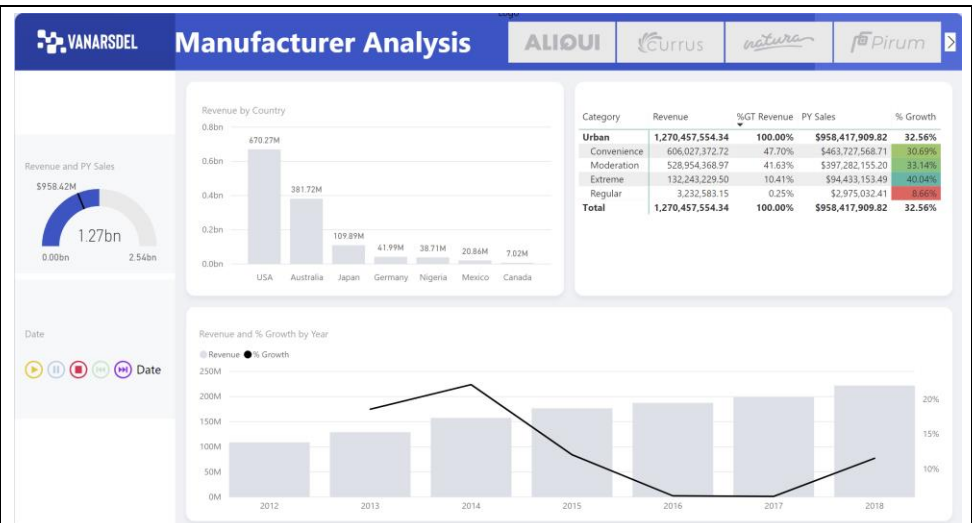 Logo
VANARSDEL
Manufacturer Analysis
ALIQUI
Currus
natura
Pirum
Revenue and PY Sales
$958.42M
1.27bn
0.00bn 2.54bn
Date
Date
Revenue by Country
0.8bn
0.6bn
0.4bn
0.2bn
0.0bn
670.27M
381.72M
109.89M
41.99M
38.71M
20.86M
7.02M
USA Australia Japan Germany Nigeria Mexico Canada
Category Revenue %GT Revenue PY Sales % Growth
Urban 1,270,457,554.34 100.00% $958,417,909.82 32.56%
Convenience 606,027,372.72 47.70% $463,727,568.71 30.69%
Moderation 528,954,368.97 41.63% $397,282,155.20 33.14%
Extreme 132,243,229.50 10.41% $94,433,153.49 40.04%
Regular 3,232,583.15 0.25% $2,975,032.41 8.66%
Total 1,270,457,554.34 100.00% $958,417,909.82 32.56%
Revenue and % Growth by Year
Revenue % Growth
250M
200M
150M
100M
50M
0M
20%
15%
10%
2012 2013 2014 2015 2016 2017 2018